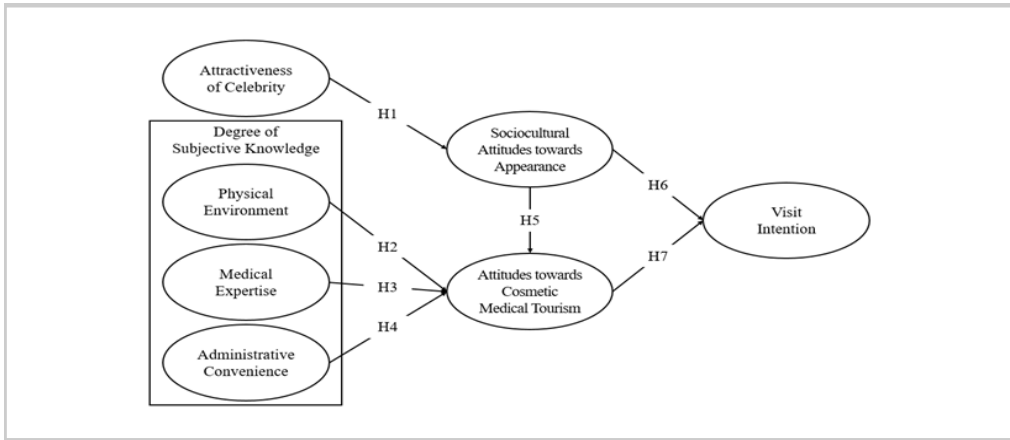 Attractiveness
of Celebrity
H1
Degree of
Subjective Knowledge
Sociocultural
Attitudes towards
Appearance
Physical
Environment
H6
Visit
Intention
H5
H2
H7
Medical
Expertise
H3
Attitudes towards
Cosmetic
Medical Tourism
H4
Administrative
Convenience